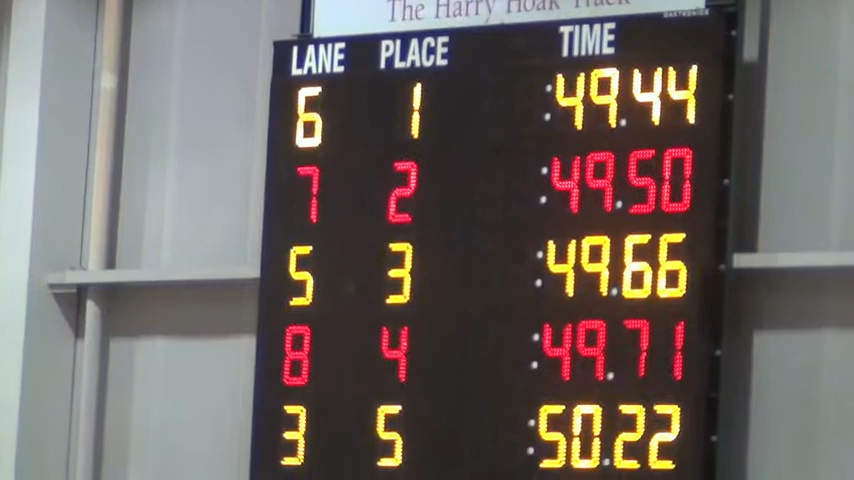 The Harry Hoak Track
DAKTRONICS
LANE PLACE TIME
6 1 :49.44
7 2 :49.50
5 3 :49.66
8 4 :49.71
3 5 :50.22